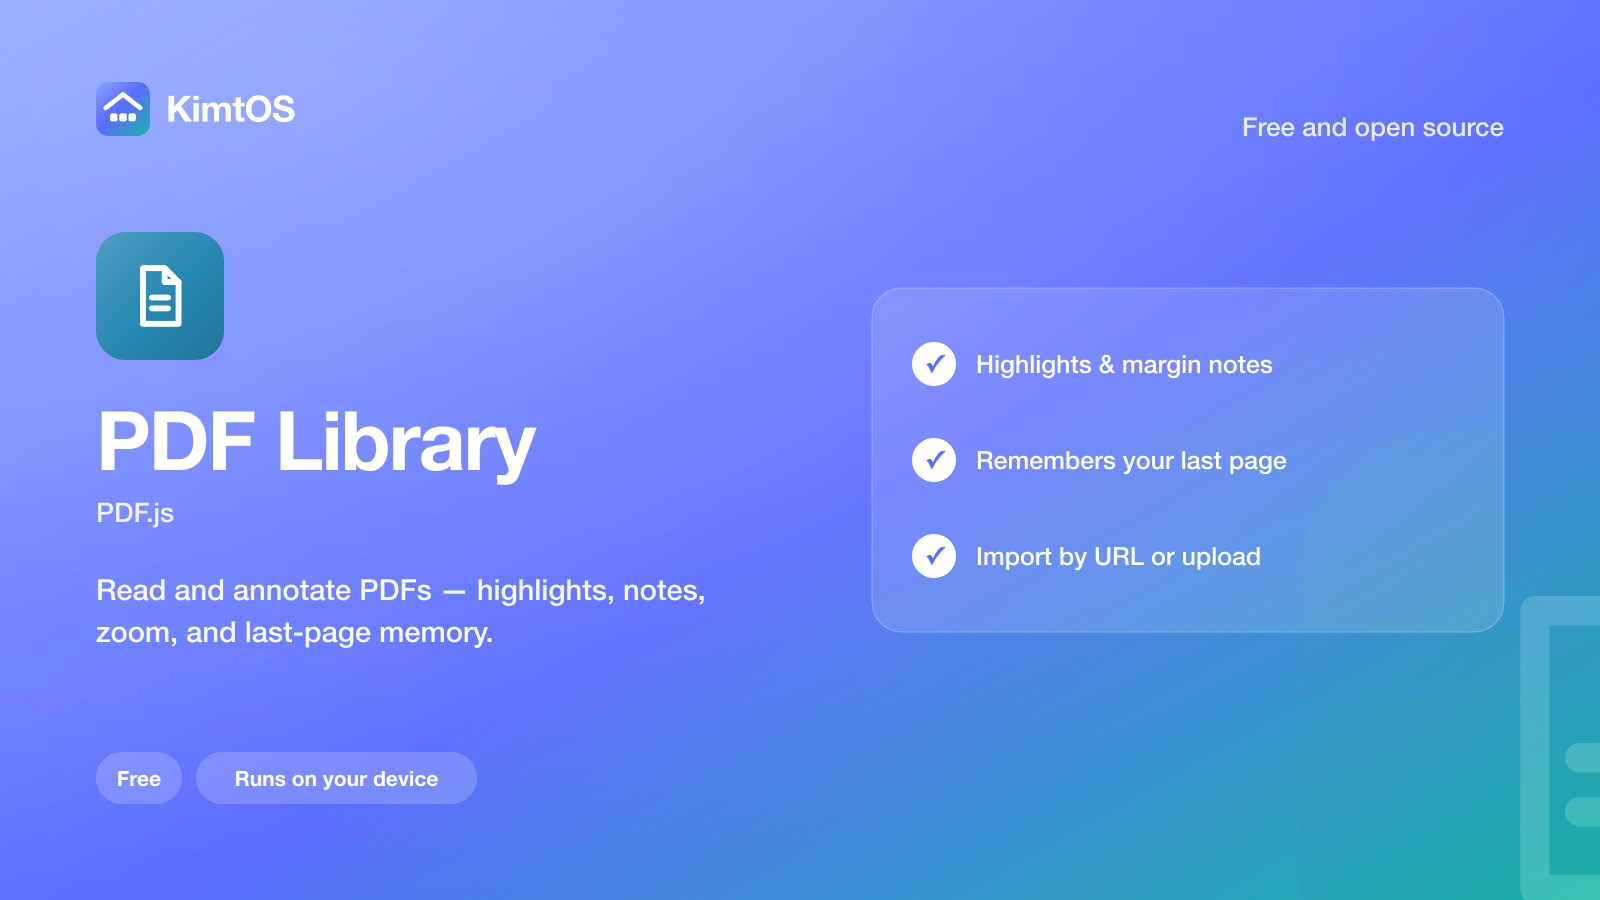 KimtOS
Free and open source
PDF Library
PDF.js
Read and annotate PDFs — highlights, notes,
zoom, and last-page memory.
Highlights & margin notes
Remembers your last page
Import by URL or upload
Free
Runs on your device